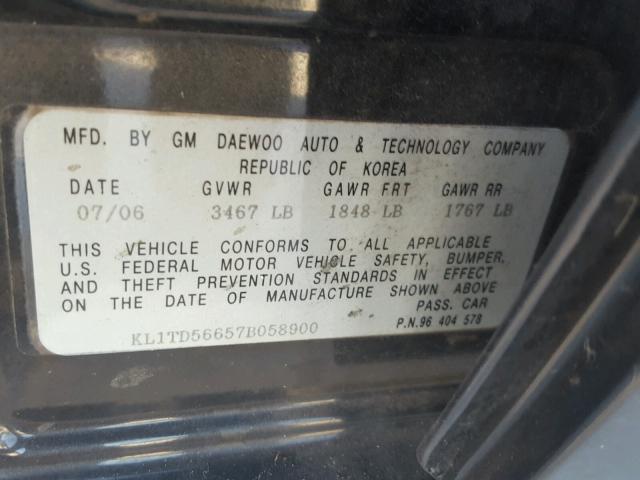 MFD. BY GM DAEWOO AUTO & TECHNOLOGY COMPANY
REPUBLIC OF KOREA
DATE GVWR GAWR FRT GAWR RR
07/06 3467 LB 1848 LB 1767 LB
THIS VEHICLE CONFORMS TO ALL APPLICABLE
U.S. FEDERAL MOTOR VEHICLE SAFETY, BUMPER,
AND THEFT PREVENTION STANDARDS IN EFFECT
ON THE DATE OF MANUFACTURE SHOWN ABOVE
PASS. CAR
KL1TD56657B058900
P.N.96 404 578